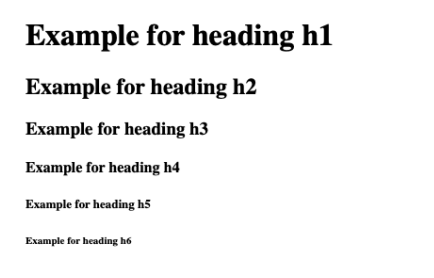 Example for heading h1
Example for heading h2
Example for heading h3
Example for heading h4
Example for heading h5
Example for heading h6